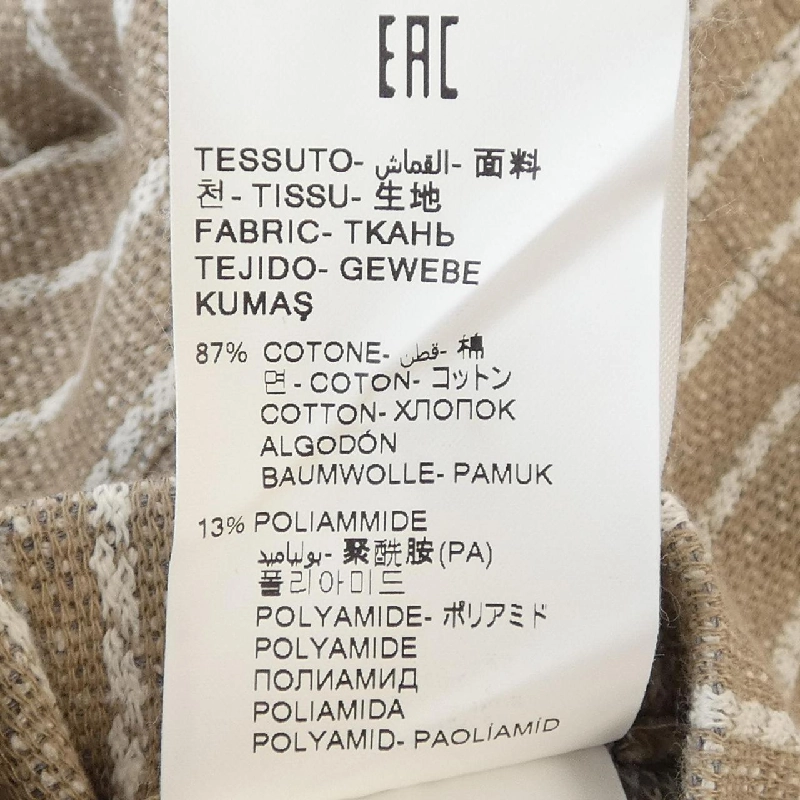 EAC
TESSUTO- القماش- 面料
천- TISSU- 生地
FABRIC- ТКАНЬ
TEJIDO- GEWEBE
KUMAŞ
87% COTONE- قطن- 棉
면- COTON- コットン
COTTON- ХЛОПОК
ALGODÓN
BAUMWOLLE- PAMUK
13% POLIAMMIDE
بولياميد- 聚酰胺(PA)
폴리아미드
POLYAMIDE- ポリアミド
POLYAMIDE
ПОЛИАМИД
POLIAMIDA
POLYAMID- PAOLÍAMÍD